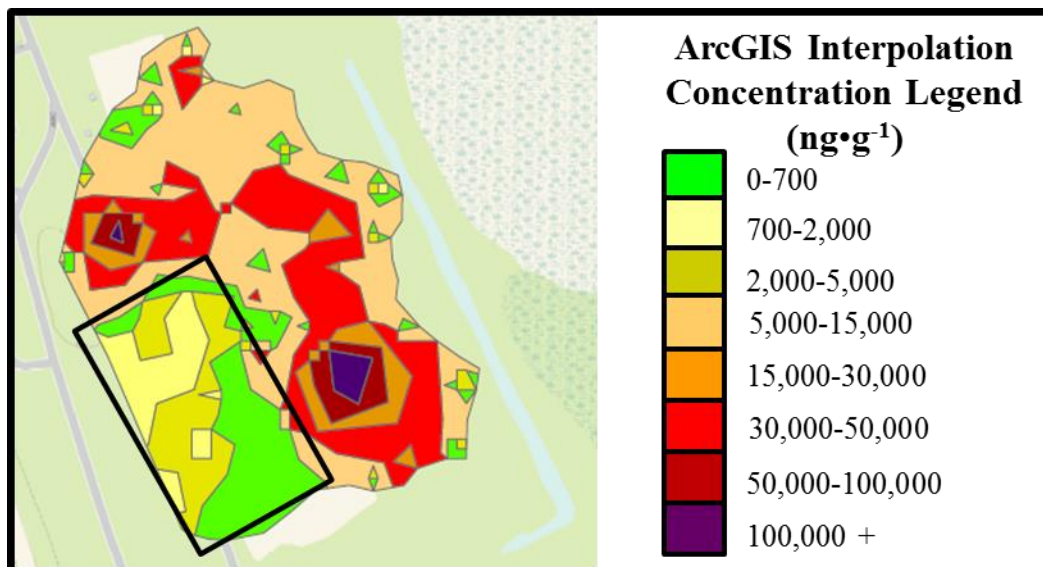 ArcGIS Interpolation
Concentration Legend
(ng•g⁻¹)
0-700
700-2,000
2,000-5,000
5,000-15,000
15,000-30,000
30,000-50,000
50,000-100,000
100,000 +